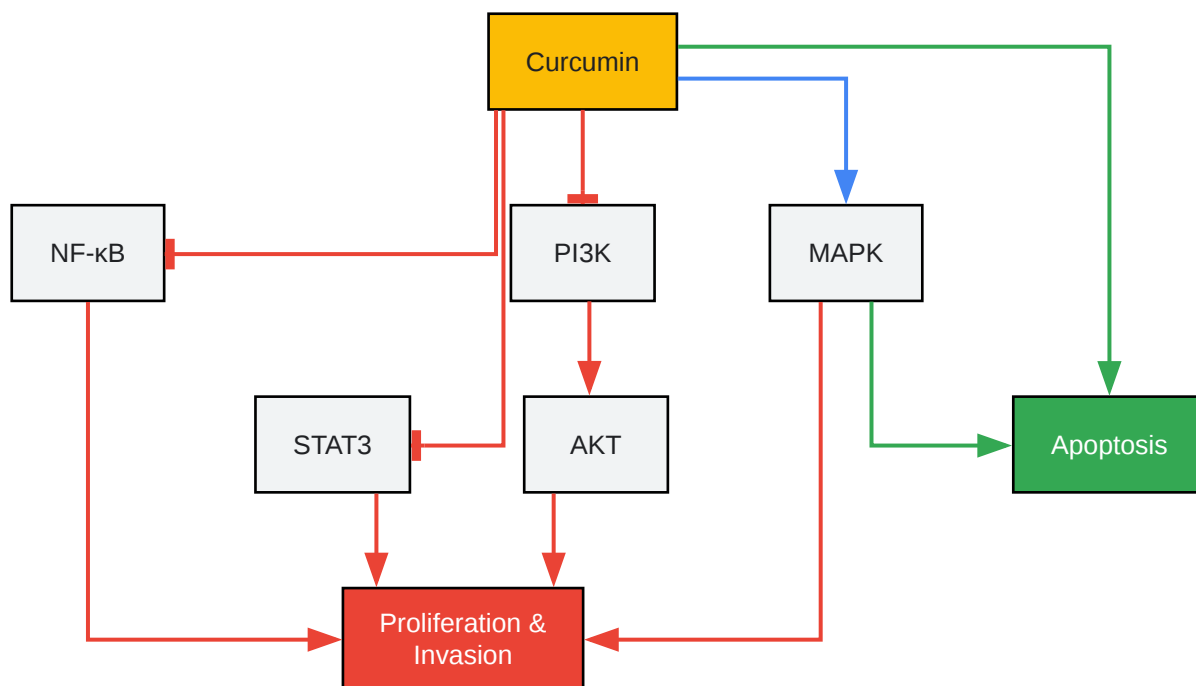 Curcumin
NF-κB
PI3K
MAPK
STAT3
AKT
Apoptosis
Proliferation &
Invasion